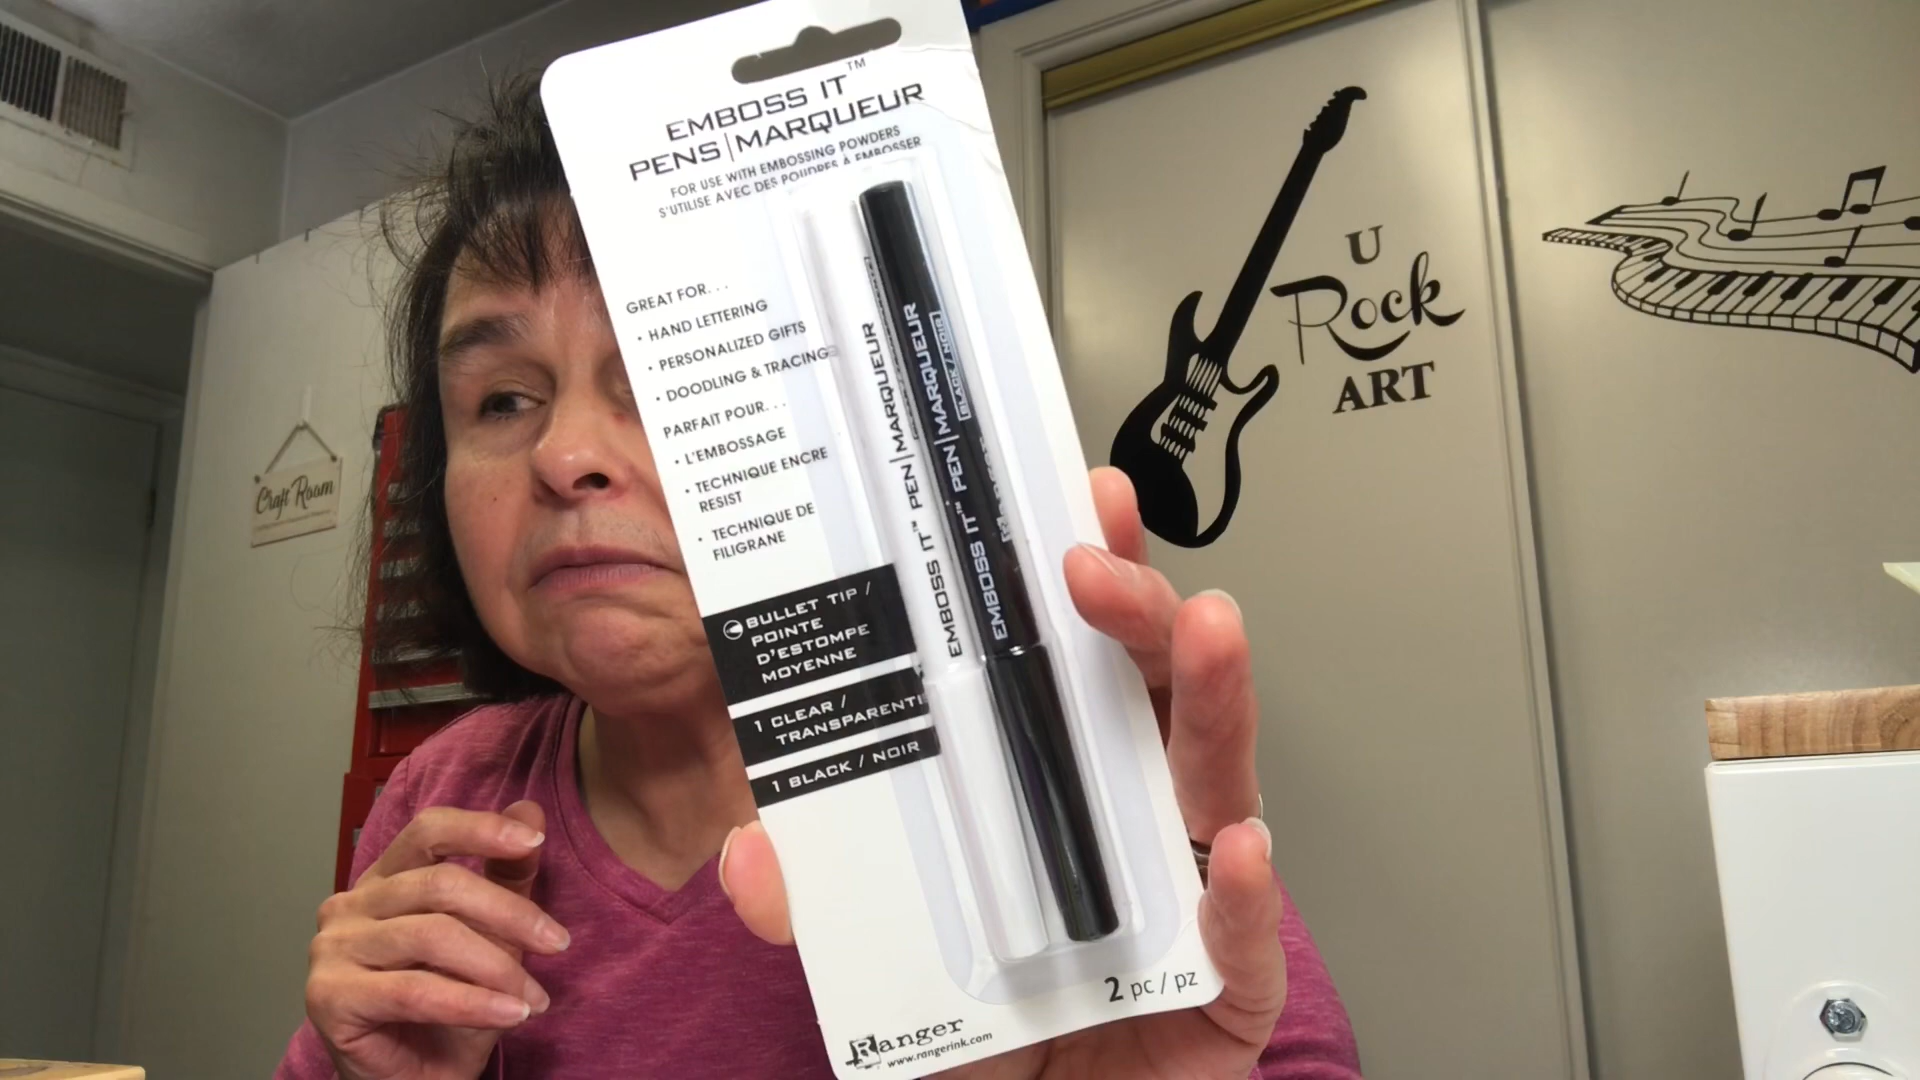 EMBOSS IT™
PENS|MARQUEUR
FOR USE WITH EMBOSSING POWDERS
S'UTILISE AVEC DES POUDRES À EMBOSSER
GREAT FOR...
• HAND LETTERING
• PERSONALIZED GIFTS
• DOODLING & TRACING
PARFAIT POUR...
• L'EMBOSSAGE
• TECHNIQUE ENCRE
RESIST
• TECHNIQUE DE
FILIGRANE
BULLET TIP /
POINTE
D'ESTOMPE
MOYENNE
1 CLEAR /
TRANSPARENTE
1 BLACK / NOIR
EMBOSS IT™ PEN|MARQUEUR
EMBOSS IT™ PEN|MARQUEUR
BLACK / NOIR
2 pc / pz
Ranger
www.rangerink.com
Craft Room
U
Rock
ART